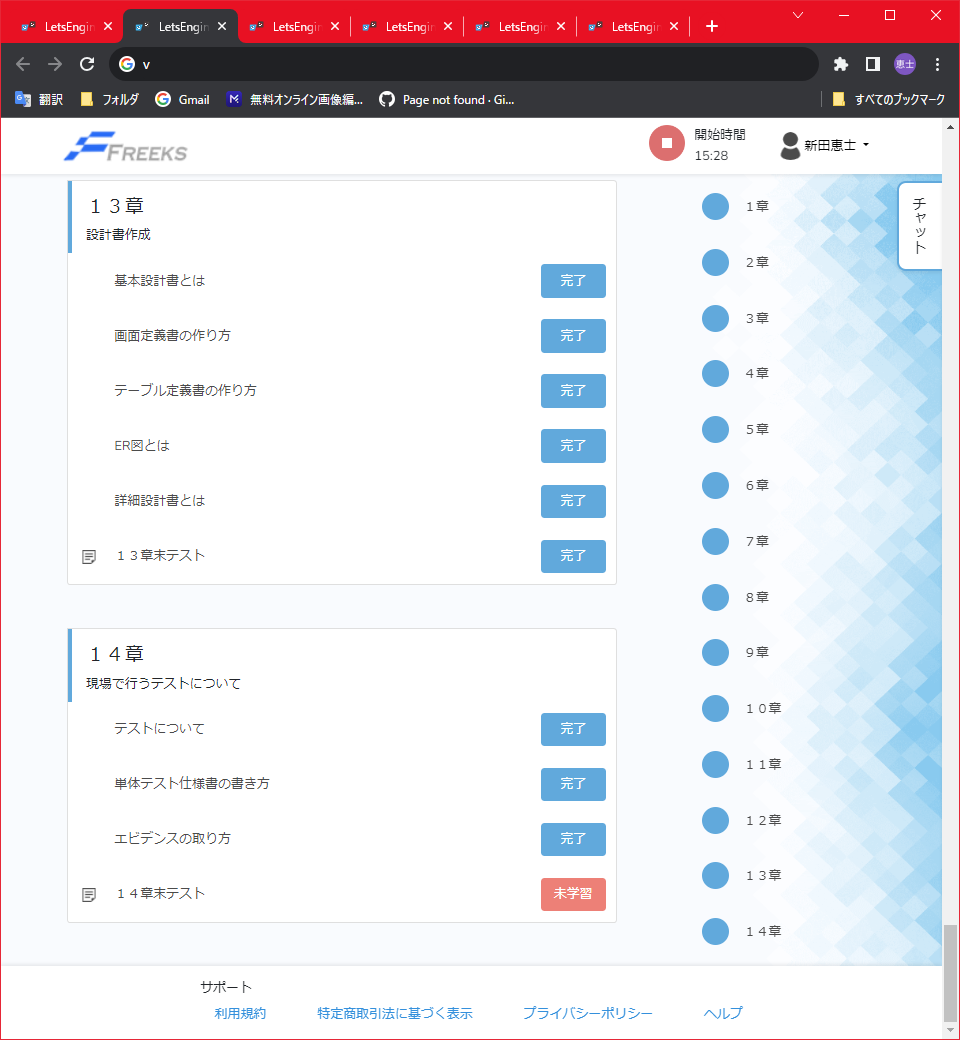 LetsEngin
LetsEngin
LetsEngin
LetsEngin
LetsEngin
LetsEngin
v
恵士
翻訳
フォルダ
Gmail
無料オンライン画像編...
Page not found · Gi...
すべてのブックマーク
FREEKS
開始時間
15:28
新田恵士
チャット
１３章
設計書作成
基本設計書とは
完了
画面定義書の作り方
完了
テーブル定義書の作り方
完了
ER図とは
完了
詳細設計書とは
完了
１３章末テスト
完了
１４章
現場で行うテストについて
テストについて
完了
単体テスト仕様書の書き方
完了
エビデンスの取り方
完了
１４章末テスト
未学習
１章
２章
３章
４章
５章
６章
７章
８章
９章
１０章
１１章
１２章
１３章
１４章
サポート
利用規約
特定商取引法に基づく表示
プライバシーポリシー
ヘルプ